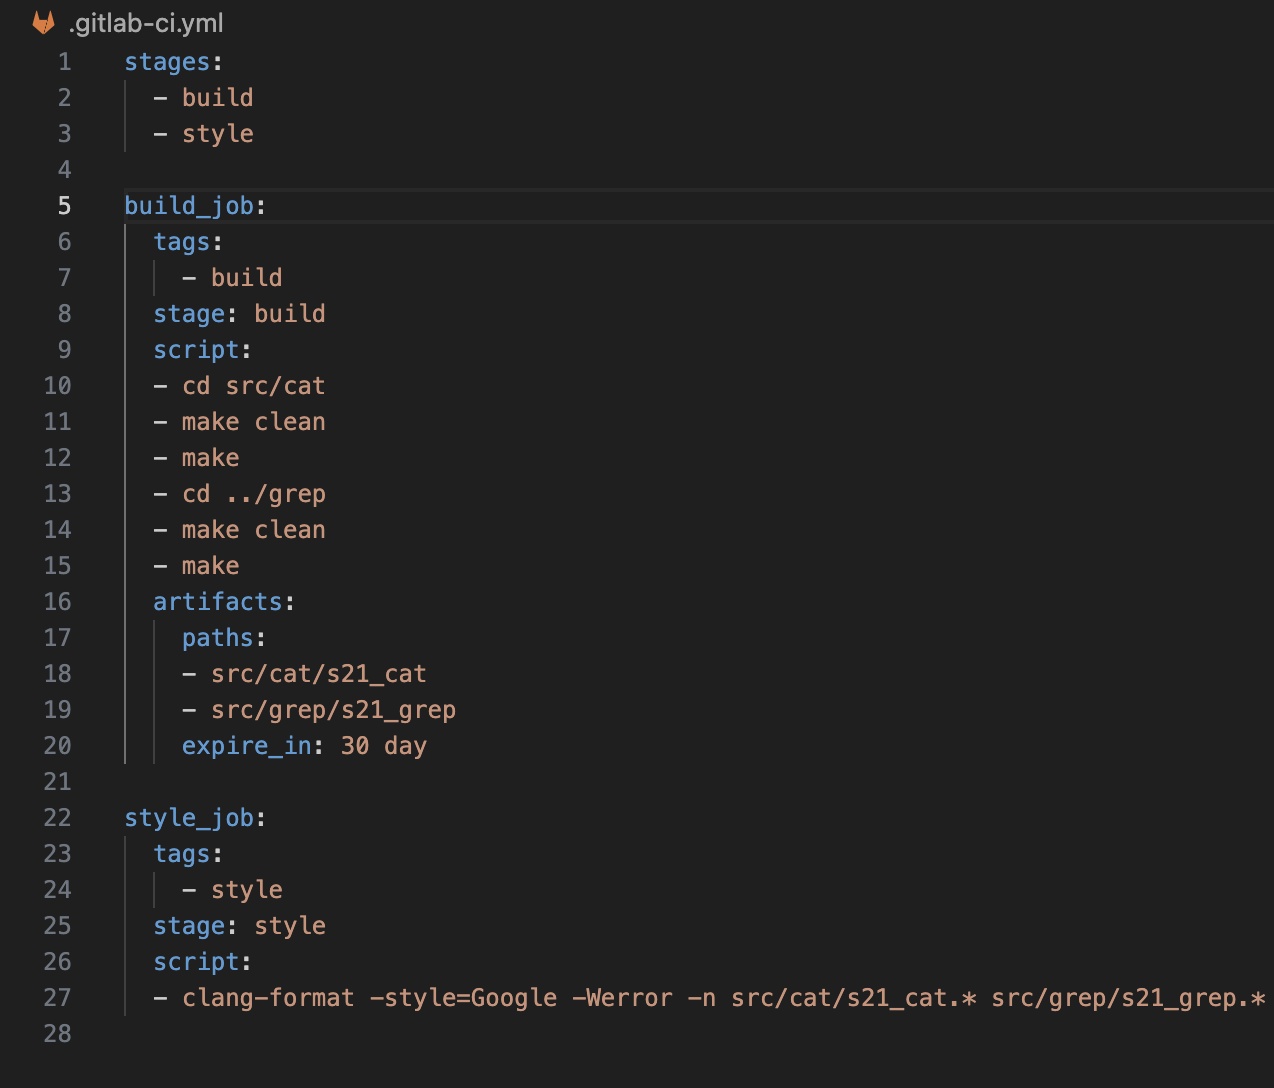 .gitlab-ci.yml
1 stages:
2 - build
3 - style
4
5 build_job:
6 tags:
7 - build
8 stage: build
9 script:
10 - cd src/cat
11 - make clean
12 - make
13 - cd ../grep
14 - make clean
15 - make
16 artifacts:
17 paths:
18 - src/cat/s21_cat
19 - src/grep/s21_grep
20 expire_in: 30 day
21
22 style_job:
23 tags:
24 - style
25 stage: style
26 script:
27 - clang-format -style=Google -Werror -n src/cat/s21_cat.* src/grep/s21_grep.*
28